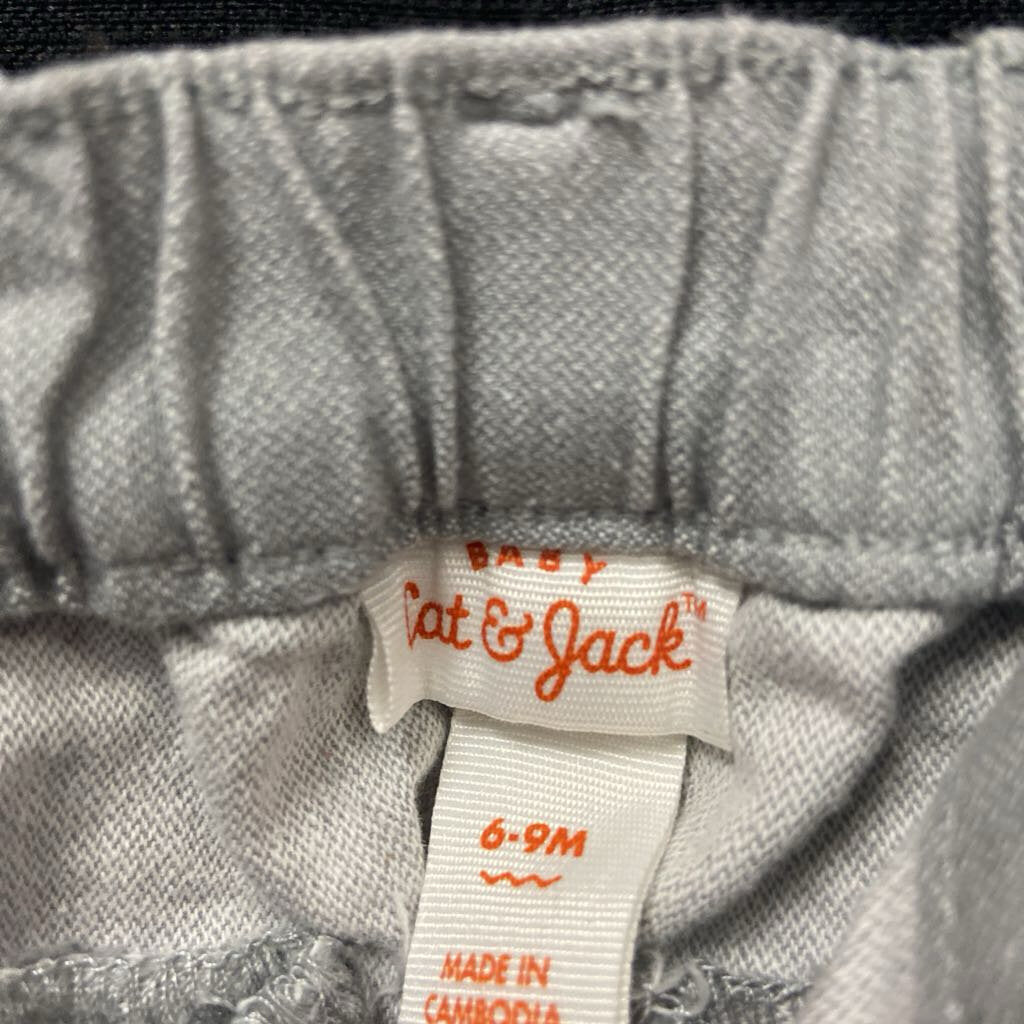 BABY
Cat & Jack™
6-9M
MADE IN
CAMBODIA